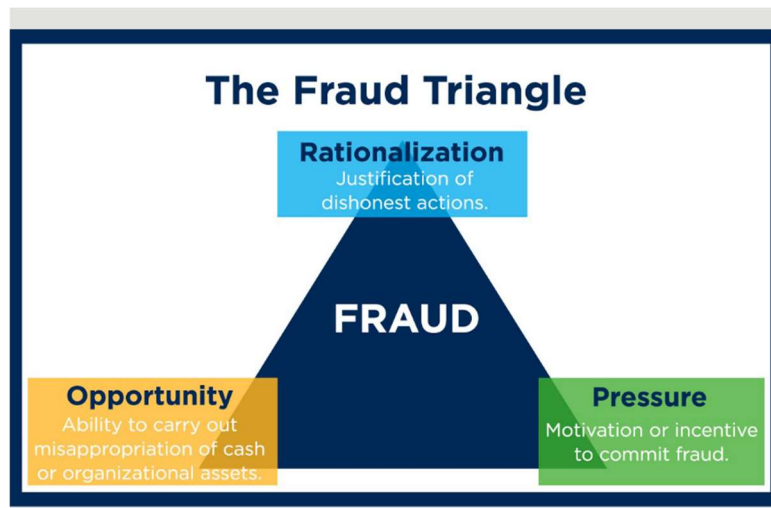 The Fraud Triangle
Rationalization
Justification of
dishonest actions.
FRAUD
Opportunity
Ability to carry out
misappropriation of cash
or organizational assets.
Pressure
Motivation or incentive
to commit fraud.